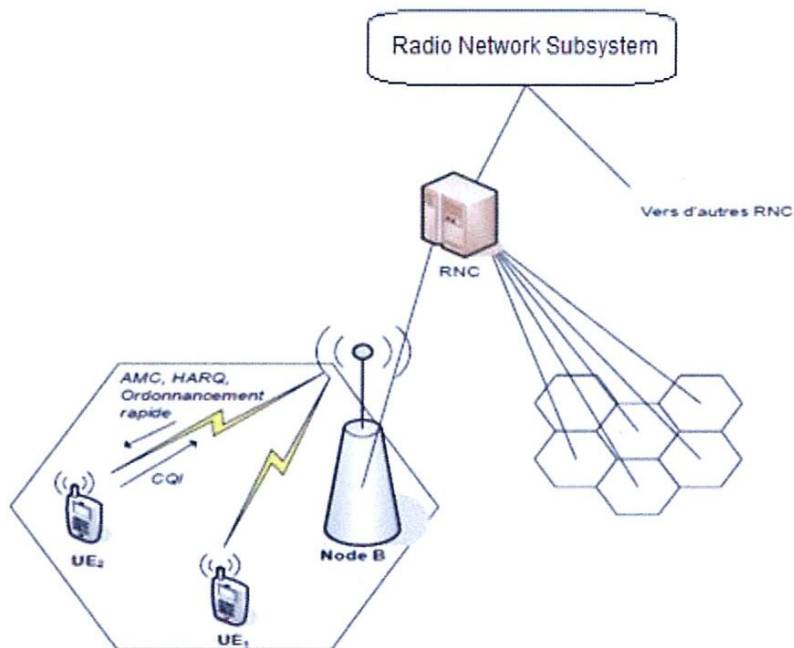 Radio Network Subsystem
Vers d'autres RNC
RNC
AMC, HARQ,
Ordonnancement
rapide
CQI
UE₂
Node B
UE₁